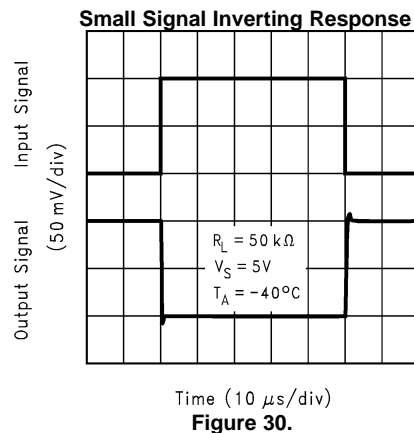 Small Signal Inverting Response
Input Signal
Output Signal
(50 mV/div)
R_L = 50 kΩ
V_S = 5V
T_A = −40°C
Time (10 μs/div)
Figure 30.